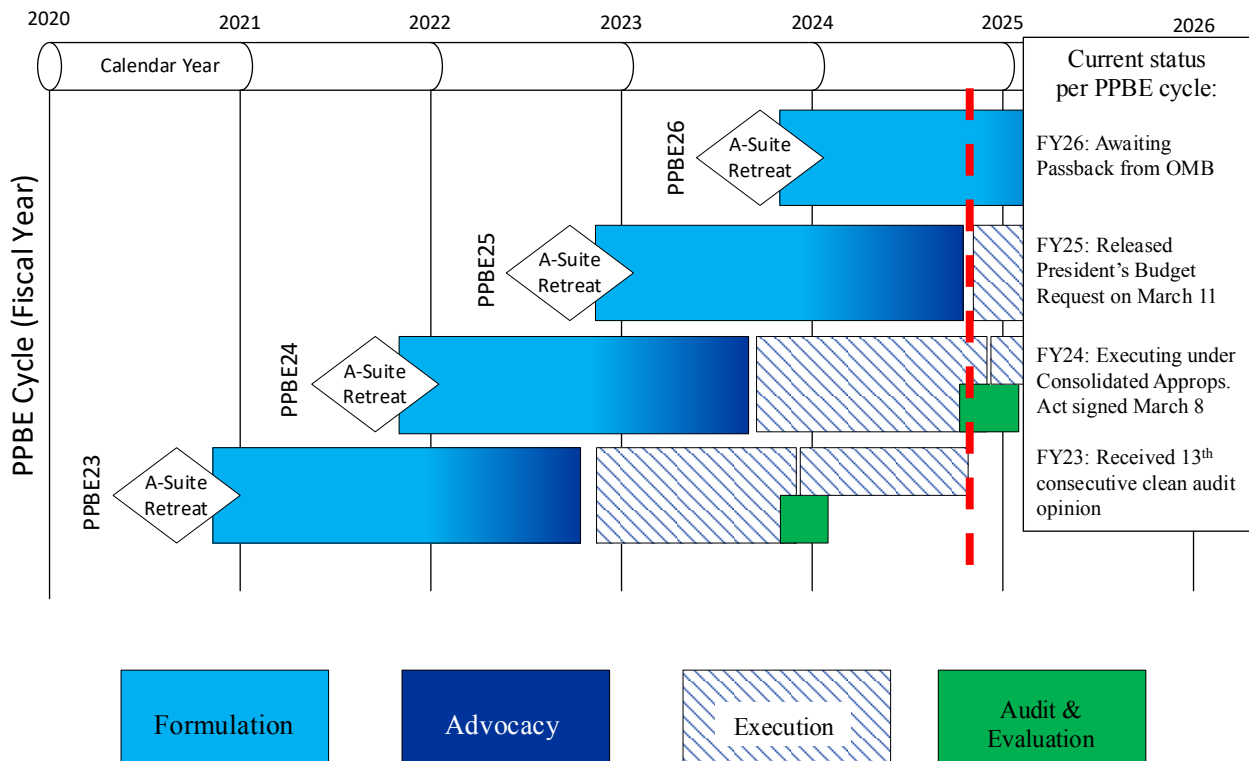 2020
2021
2022
2023
2024
2025
2026
Calendar Year
Current status
per PPBE cycle:
PPBE Cycle (Fiscal Year)
PPBE26
A-Suite
Retreat
FY26: Awaiting
Passback from OMB
PPBE25
A-Suite
Retreat
FY25: Released
President’s Budget
Request on March 11
PPBE24
A-Suite
Retreat
FY24: Executing under
Consolidated Approps.
Act signed March 8
PPBE23
A-Suite
Retreat
FY23: Received 13th
consecutive clean audit
opinion
Formulation
Advocacy
Execution
Audit &
Evaluation